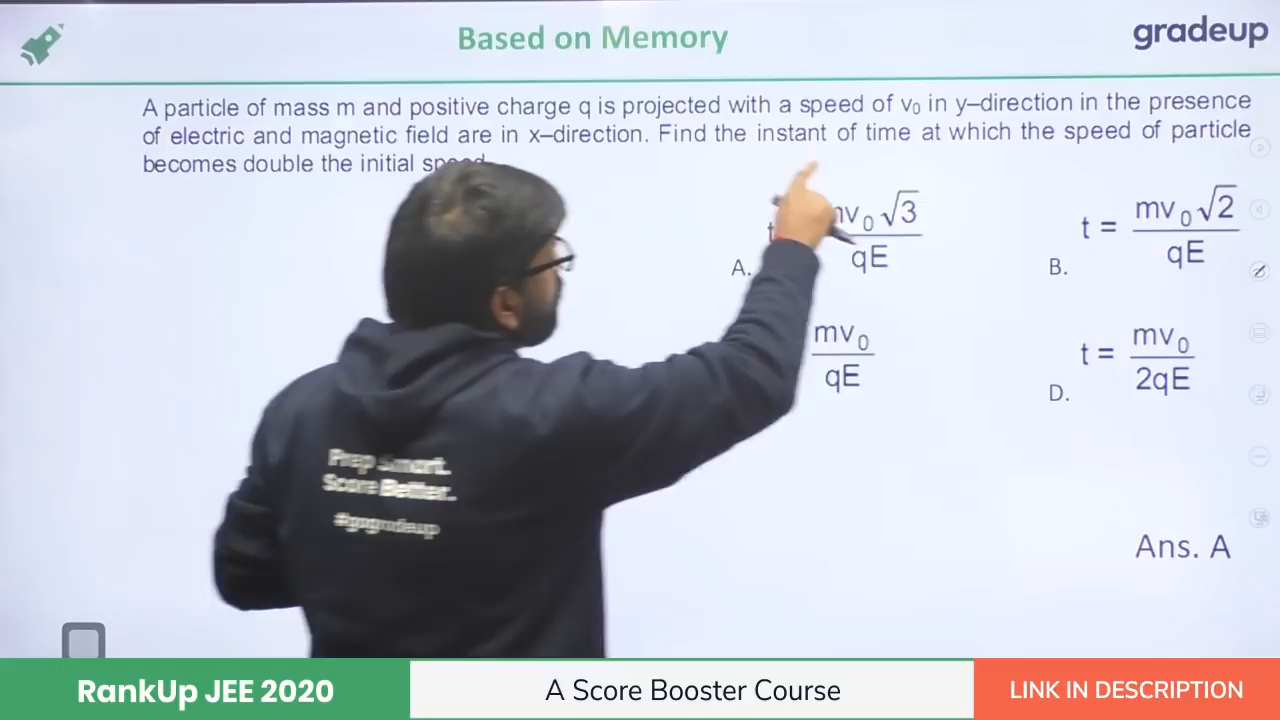 Based on Memory
gradeup
A particle of mass m and positive charge q is projected with a speed of v₀ in y–direction in the presence
of electric and magnetic field are in x–direction. Find the instant of time at which the speed of particle
becomes double the initial
v₀√3
qE
A.
t = mv₀√2
qE
B.
mv₀
qE
t = mv₀
2qE
D.
Prep Smart.
Score Better.
#gogradeup
Ans. A
RankUp JEE 2020
A Score Booster Course
LINK IN DESCRIPTION